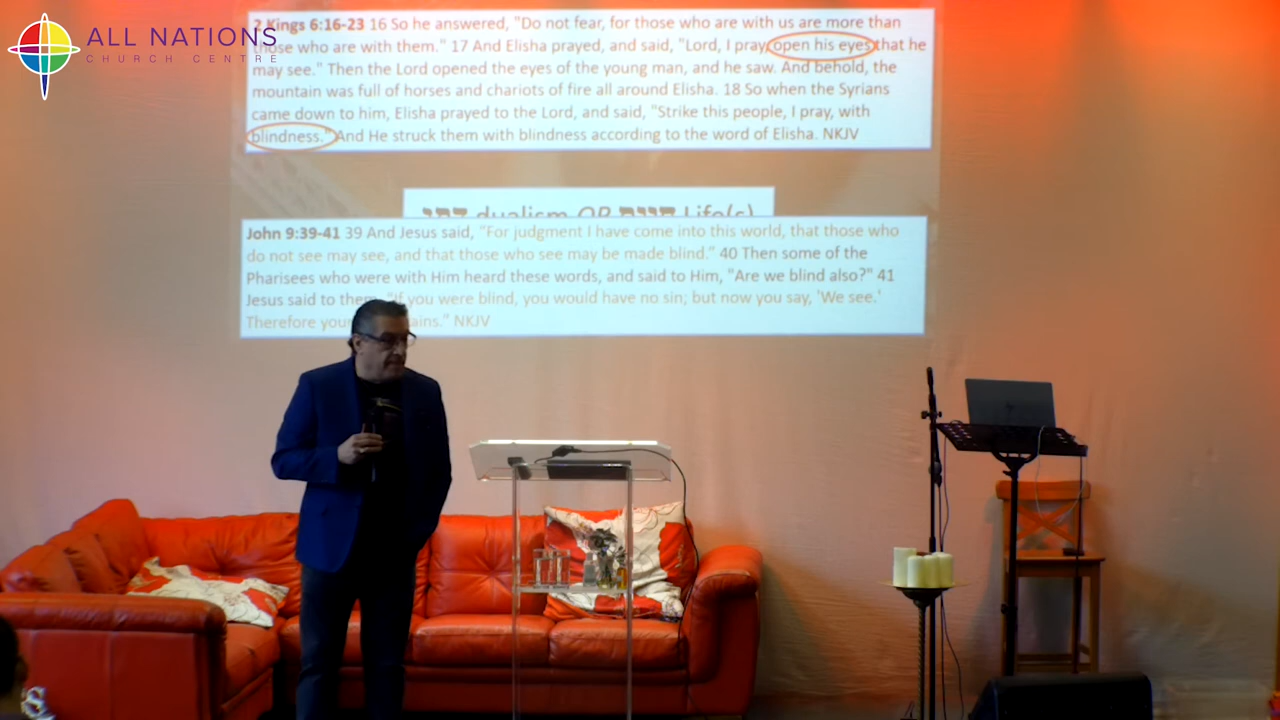 ALL NATIONS
CHURCH CENTRE
2 Kings 6:16-23 16 So he answered, "Do not fear, for those who are with us are more than
those who are with them." 17 And Elisha prayed, and said, "Lord, I pray, open his eyes that he
may see." Then the Lord opened the eyes of the young man, and he saw. And behold, the
mountain was full of horses and chariots of fire all around Elisha. 18 So when the Syrians
came down to him, Elisha prayed to the Lord, and said, "Strike this people, I pray, with
blindness." And He struck them with blindness according to the word of Elisha. NKJV
dualism OR חיים Life(s)
John 9:39-41 39 And Jesus said, "For judgment I have come into this world, that those who
do not see may see, and that those who see may be made blind." 40 Then some of the
Pharisees who were with Him heard these words, and said to Him, "Are we blind also?" 41
Jesus said to them, "If you were blind, you would have no sin; but now you say, 'We see.'
Therefore your ains." NKJV